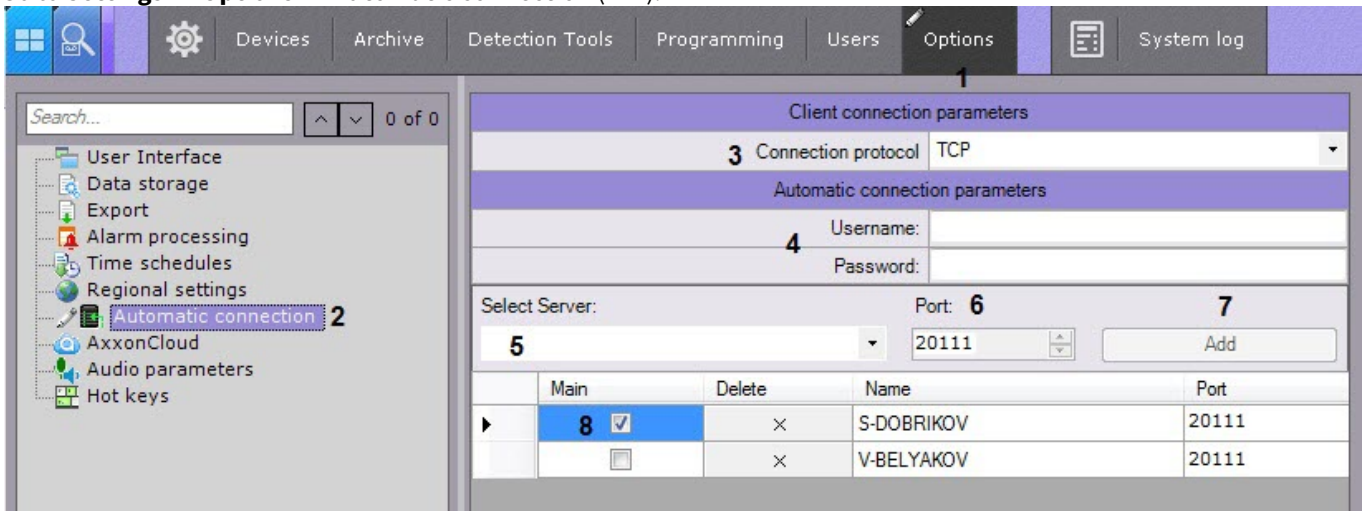 Devices Archive Detection Tools Programming Users Options System log
1
Search... 0 of 0
User Interface
Data storage
Export
Alarm processing
Time schedules
Regional settings
Automatic connection 2
AxxonCloud
Audio parameters
Hot keys
Client connection parameters
3 Connection protocol TCP
Automatic connection parameters
Username:
4
Password:
Select Server: Port: 6 7
5 20111 Add
Main Delete Name Port
8 S-DOBRIKOV 20111
V-BELYAKOV 20111